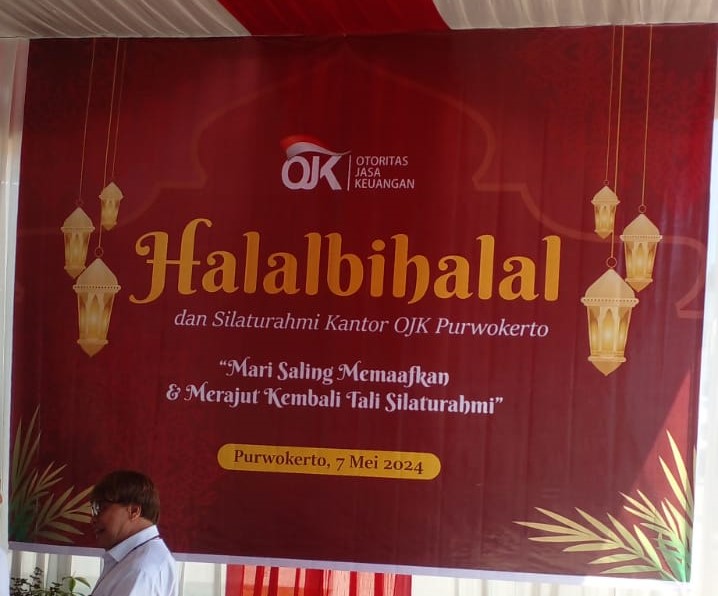 OJK
OTORITAS
JASA
KEUANGAN
Halalbihalal
dan Silaturahmi Kantor OJK Purwokerto
“Mari Saling Memaafkan
& Merajut Kembali Tali Silaturahmi”
Purwokerto, 7 Mei 2024